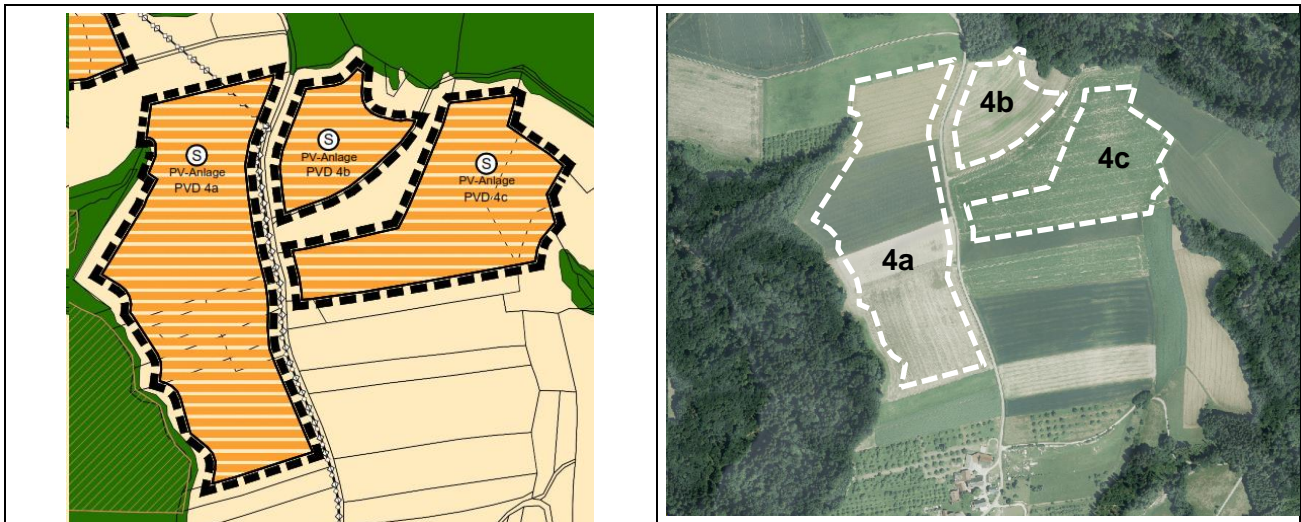 S
PV-Anlage
PVD 4a
S
PV-Anlage
PVD 4b
S
PV-Anlage
PVD 4c
4a
4b
4c